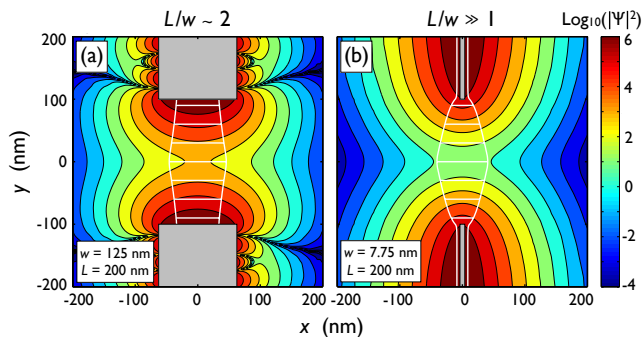 L/w ~ 2
L/w ≫ 1
Log₁₀(|Ψ|²)
(a)
(b)
200
100
0
-100
-200
y (nm)
w = 125 nm
L = 200 nm
w = 7.75 nm
L = 200 nm
-200
-100
0
100
200
-100
0
100
200
x (nm)
6
4
2
0
-2
-4